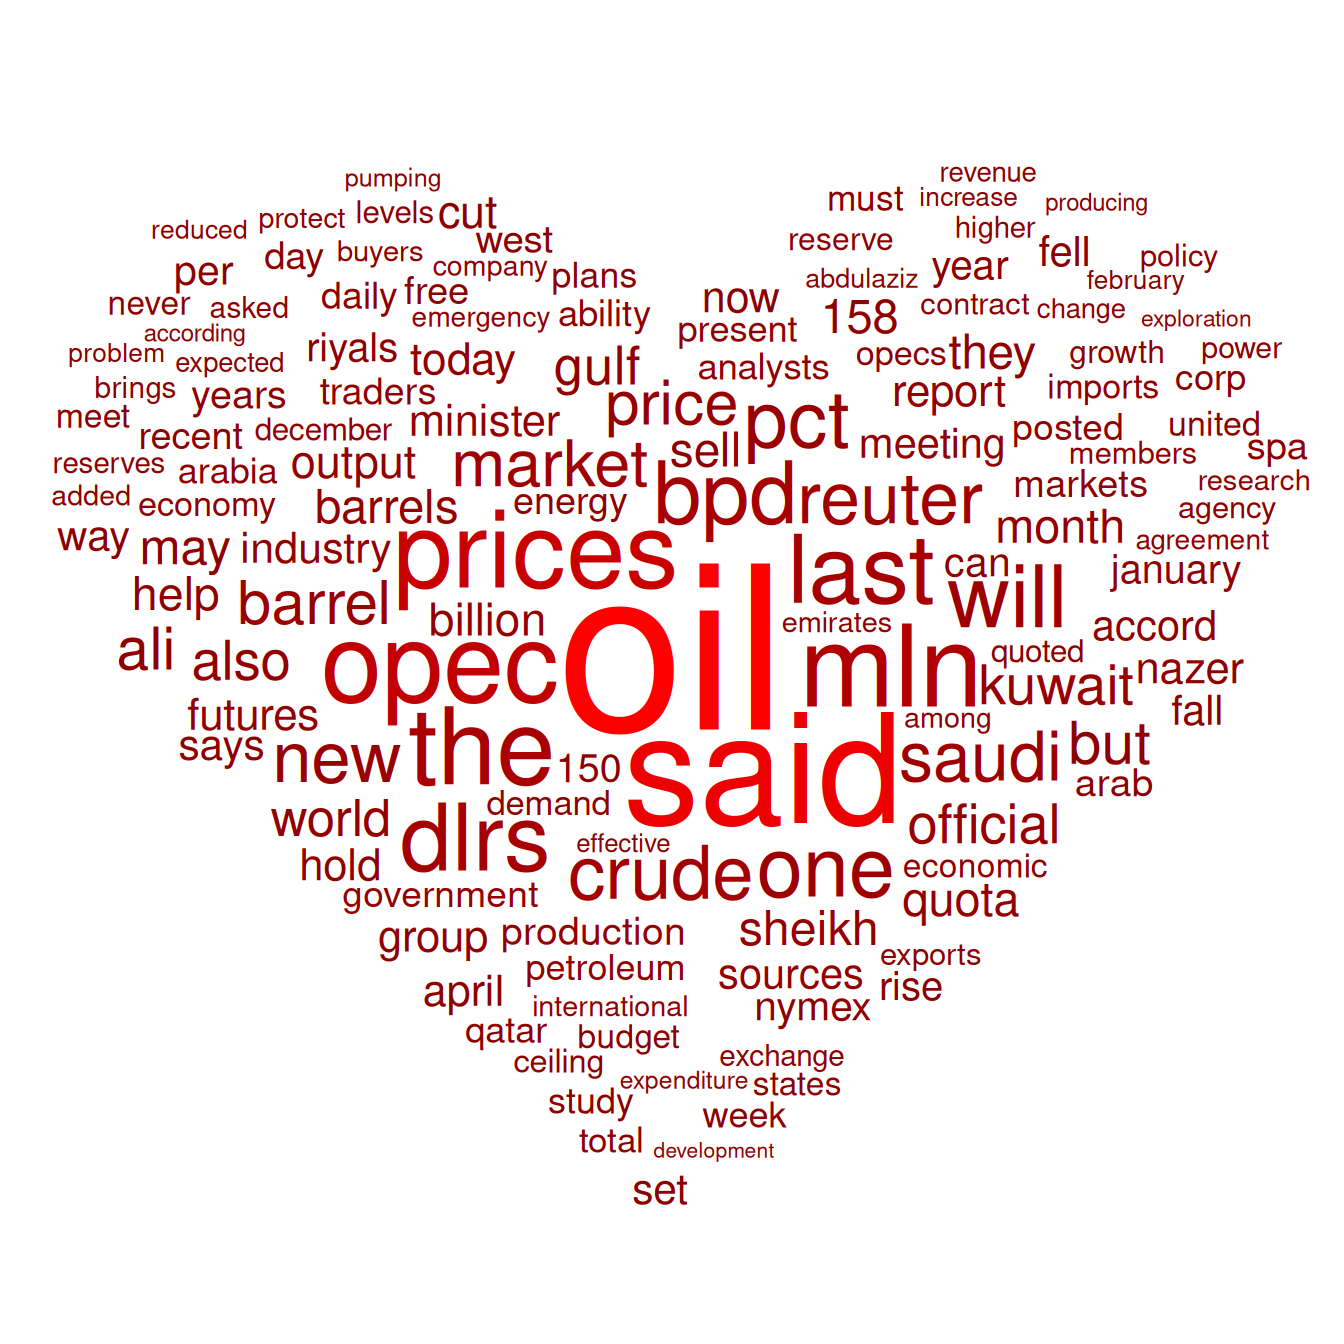 pumping
revenue
must
increase
producing
reduced
protect
levels
cut
west
reserve
higher
fell
policy
per
day
buyers
company
plans
abdulaziz
year
february
never
asked
daily
free
emergency
ability
now
present
158
contract
change
exploration
according
problem
expected
riyals
today
gulf
analysts
opecs
they
growth
power
brings
years
traders
minister
price
pct
report
imports
corp
meet
recent
december
output
market
sell
meeting
posted
members
united
spa
reserves
arabia
added
economy
barrels
energy
bpd
reuter
markets
research
agency
way
may
industry
prices
last
can
month
agreement
january
help
barrel
billion
oil
emirates
will
accord
ali
also
opec
mln
quoted
kuwait
nazer
futures
says
new
the
150
said
among
saudi
but
fall
arab
world
demand
dlrs
effective
official
hold
government
crude
one
economic
quota
group
production
sheikh
exports
april
petroleum
sources
rise
international
nymex
qatar
budget
ceiling
exchange
expenditure
states
study
week
total
development
set